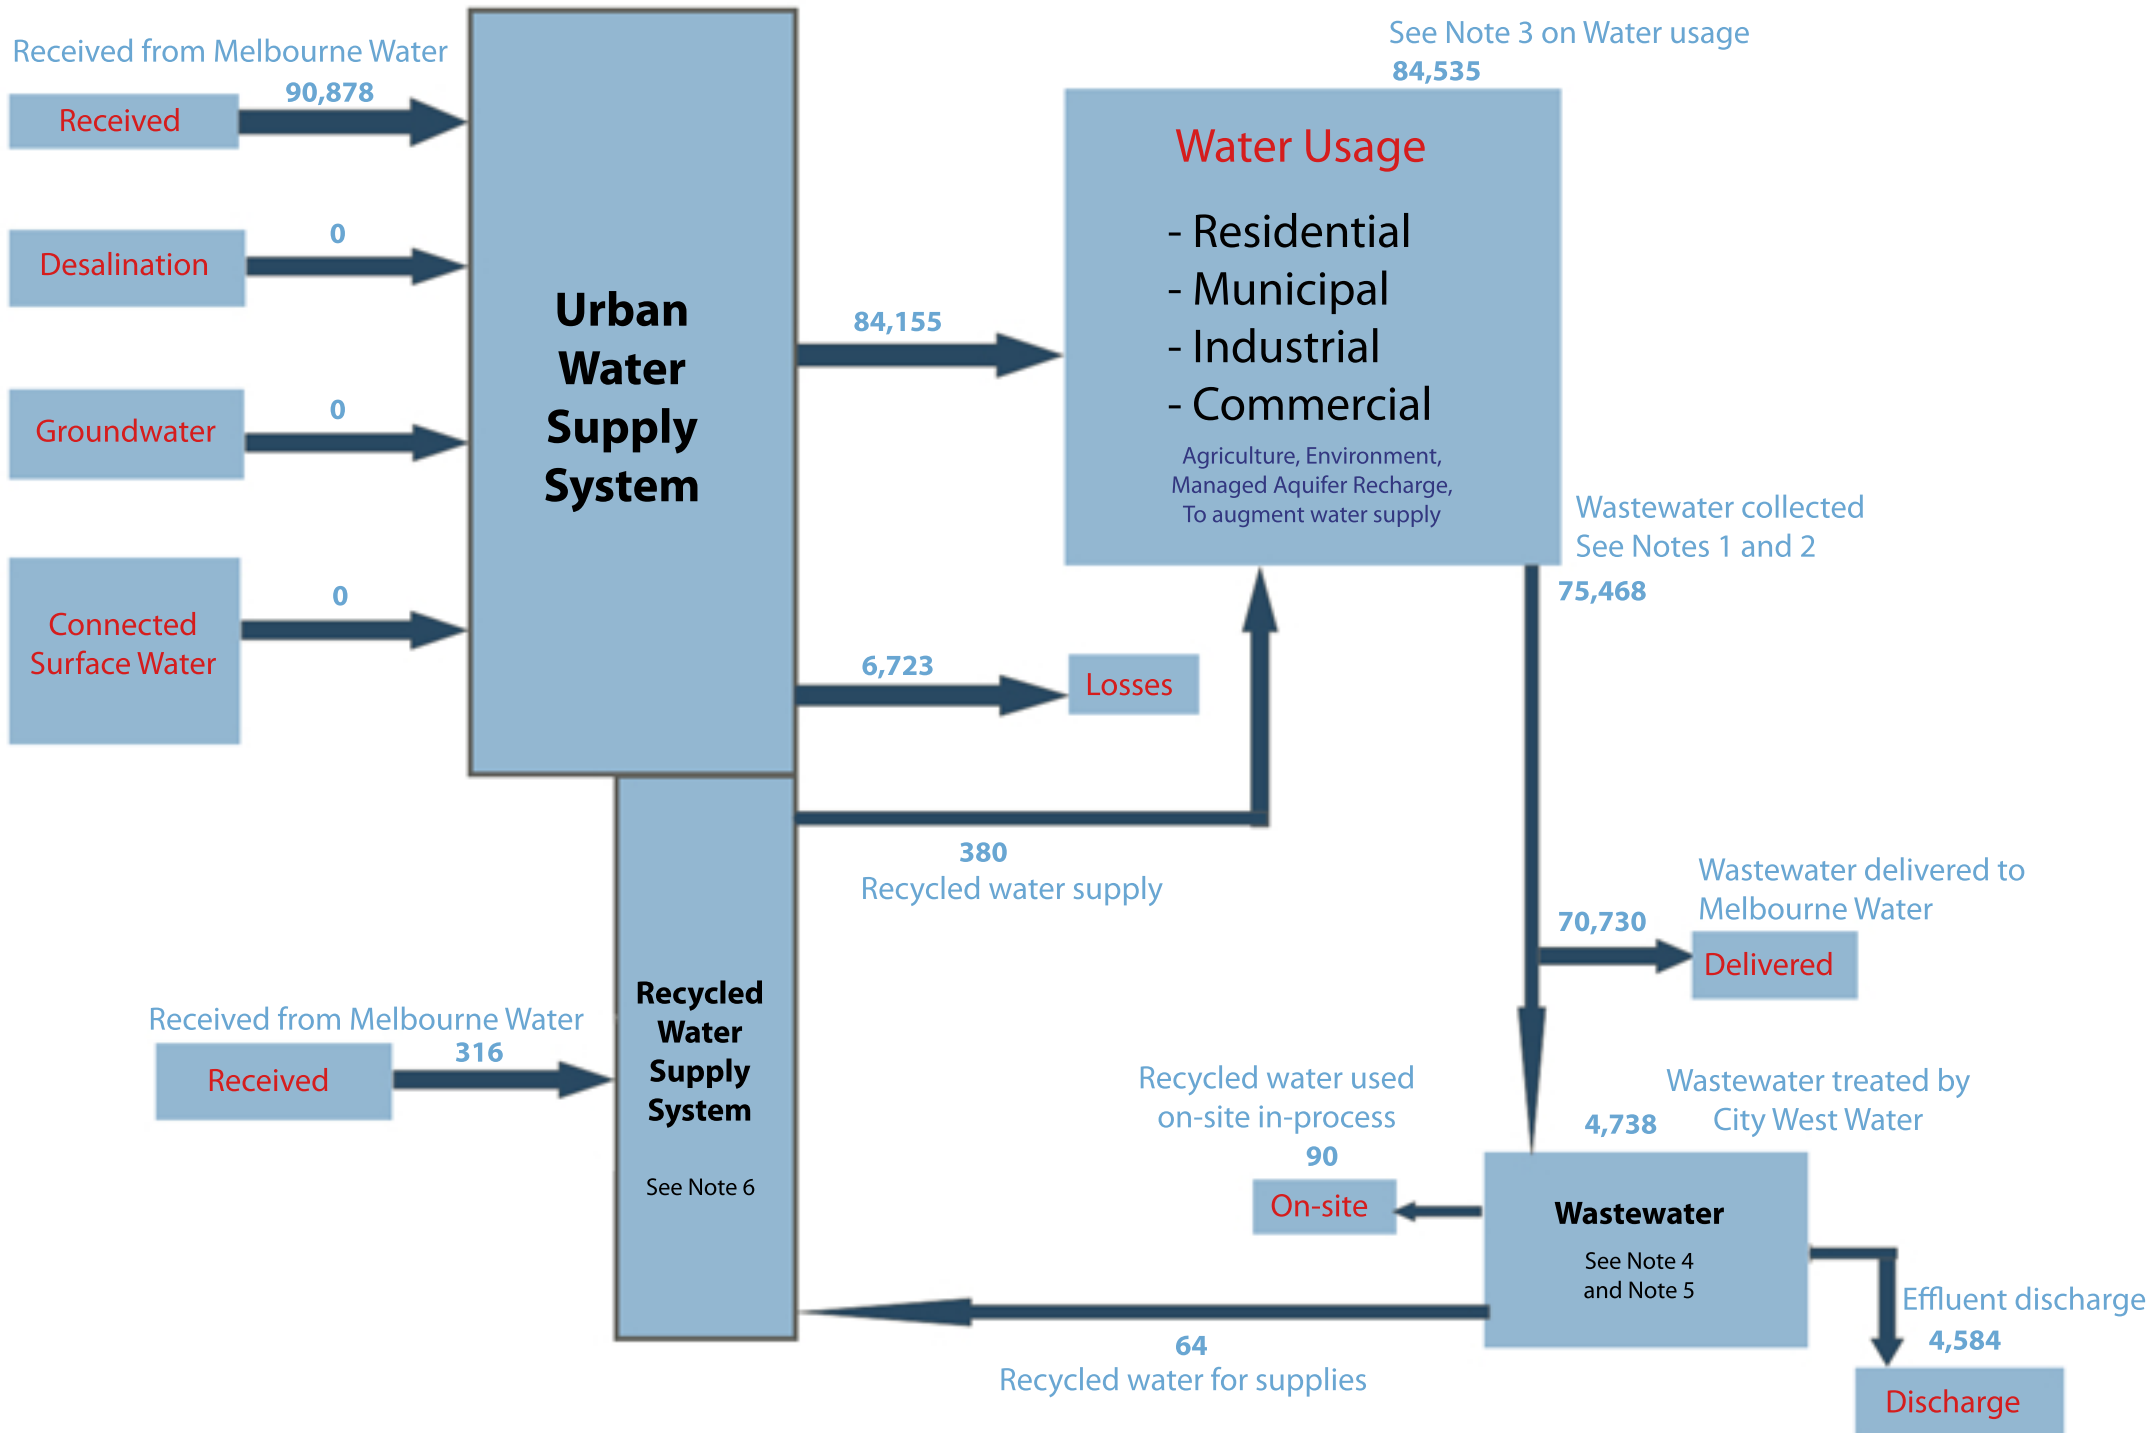 Received from Melbourne Water
90,878
Received
0
Desalination
0
Groundwater
0
Connected
Surface Water
Urban
Water
Supply
System
84,155
6,723
Losses
See Note 3 on Water usage
84,535
Water Usage
- Residential
- Municipal
- Industrial
- Commercial
Agriculture, Environment,
Managed Aquifer Recharge,
To augment water supply
Wastewater collected
See Notes 1 and 2
75,468
380
Recycled water supply
Wastewater delivered to
Melbourne Water
70,730
Delivered
Received from Melbourne Water
316
Received
Recycled
Water
Supply
System
See Note 6
Recycled water used
on-site in-process
90
On-site
Wastewater treated by
City West Water
4,738
Wastewater
See Note 4
and Note 5
Effluent discharge
4,584
Discharge
64
Recycled water for supplies